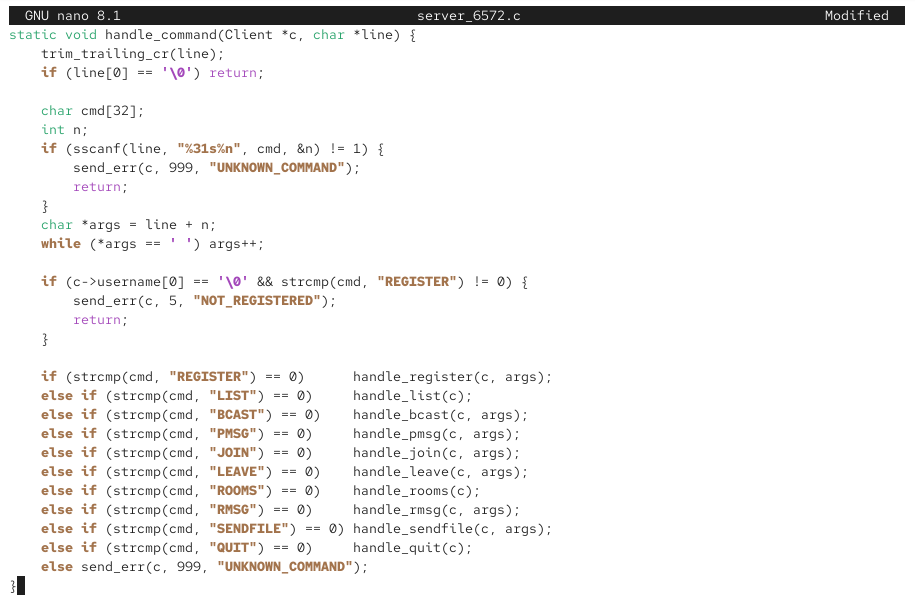 GNU nano 8.1 server_6572.c Modified
static void handle_command(Client *c, char *line) {
    trim_trailing_cr(line);
    if (line[0] == '\0') return;

    char cmd[32];
    int n;
    if (sscanf(line, "%31s%n", cmd, &n) != 1) {
        send_err(c, 999, "UNKNOWN_COMMAND");
        return;
    }
    char *args = line + n;
    while (*args == ' ') args++;

    if (c->username[0] == '\0' && strcmp(cmd, "REGISTER") != 0) {
        send_err(c, 5, "NOT_REGISTERED");
        return;
    }

    if (strcmp(cmd, "REGISTER") == 0)      handle_register(c, args);
    else if (strcmp(cmd, "LIST") == 0)     handle_list(c);
    else if (strcmp(cmd, "BCAST") == 0)    handle_bcast(c, args);
    else if (strcmp(cmd, "PMSG") == 0)     handle_pmsg(c, args);
    else if (strcmp(cmd, "JOIN") == 0)     handle_join(c, args);
    else if (strcmp(cmd, "LEAVE") == 0)    handle_leave(c, args);
    else if (strcmp(cmd, "ROOMS") == 0)    handle_rooms(c);
    else if (strcmp(cmd, "RMSG") == 0)     handle_rmsg(c, args);
    else if (strcmp(cmd, "SENDFILE") == 0) handle_sendfile(c, args);
    else if (strcmp(cmd, "QUIT") == 0)     handle_quit(c);
    else send_err(c, 999, "UNKNOWN_COMMAND");
}